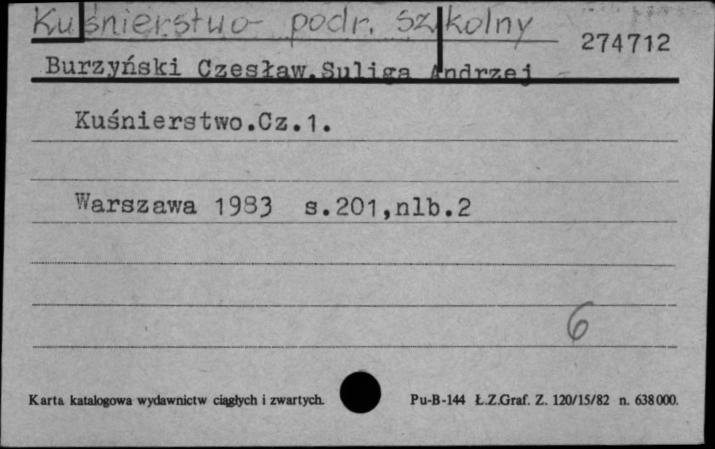 Kuśnierstwo - podr. szkolny
274712
Burzyński Czesław.Suliga Andrzej
Kuśnierstwo.Cz.1.
Warszawa 1983 s.201,nlb.2
6
Karta katalogowa wydawnictw ciągłych i zwartych. Pu-B-144 Ł.Z.Graf. Z. 120/15/82 n. 638000.